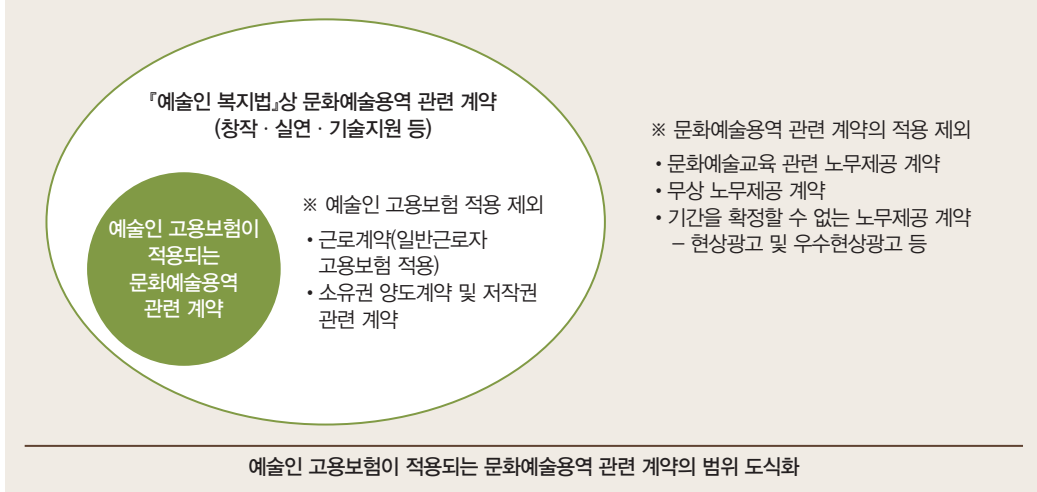 『예술인 복지법』상 문화예술용역 관련 계약
(창작 · 실연 · 기술지원 등)
예술인 고용보험이
적용되는
문화예술용역
관련 계약
※ 예술인 고용보험 적용 제외
• 근로계약(일반근로자
고용보험 적용)
• 소유권 양도계약 및 저작권
관련 계약
※ 문화예술용역 관련 계약의 적용 제외
• 문화예술교육 관련 노무제공 계약
• 무상 노무제공 계약
• 기간을 확정할 수 없는 노무제공 계약
– 현상광고 및 우수현상광고 등
예술인 고용보험이 적용되는 문화예술용역 관련 계약의 범위 도식화